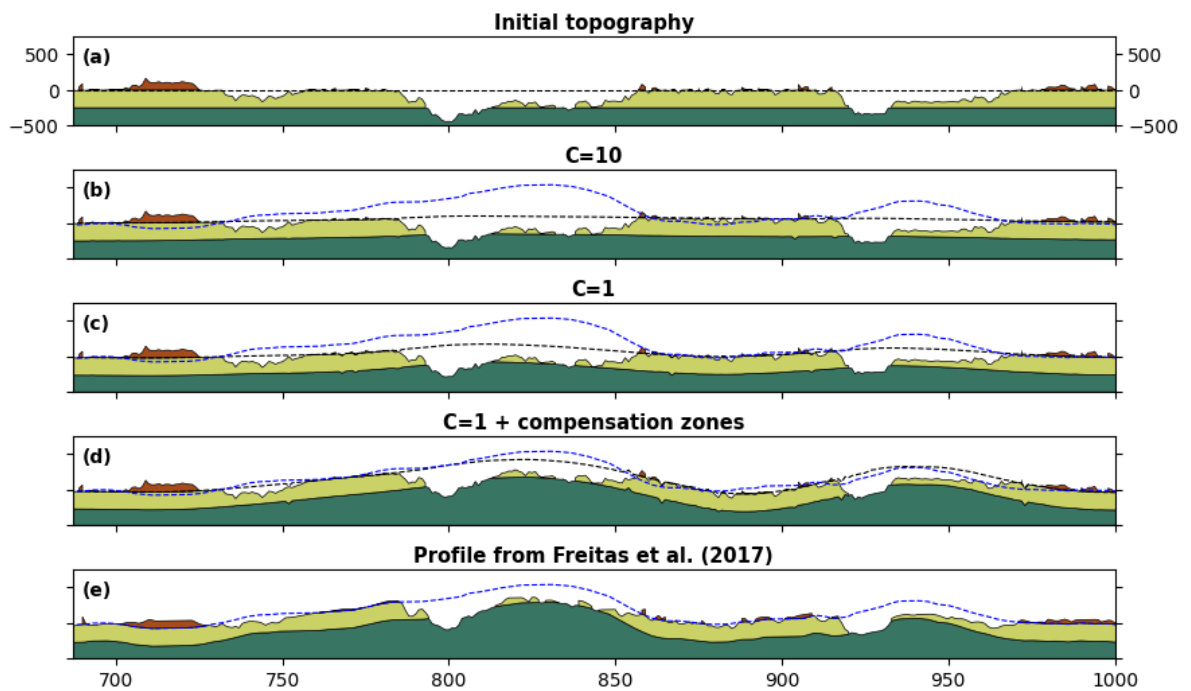 Initial topography
(a)
500
0
−500
500
0
−500
C=10
(b)
C=1
(c)
C=1 + compensation zones
(d)
Profile from Freitas et al. (2017)
(e)
700 750 800 850 900 950 1000